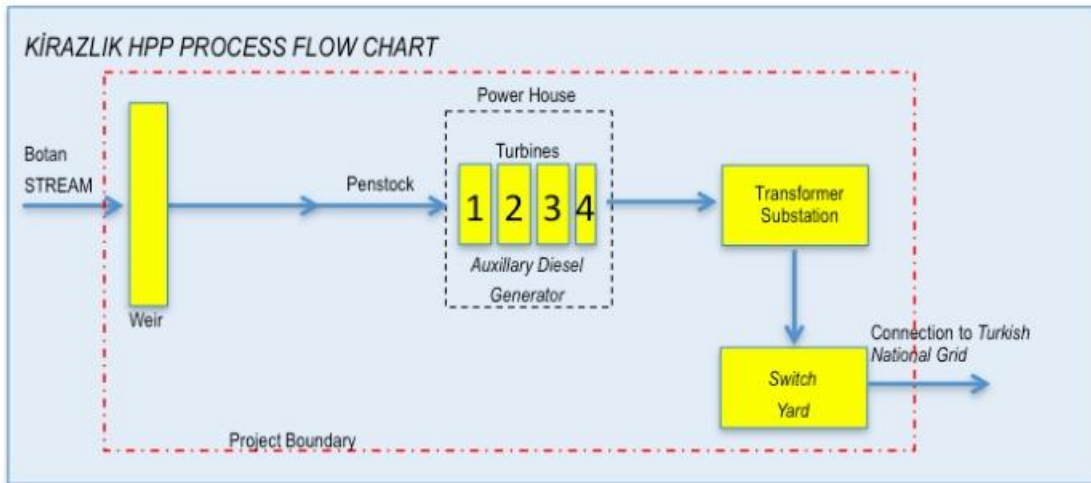 KİRAZLIK HPP PROCESS FLOW CHART
Power House
Botan
STREAM
Turbines
Penstock
1 2 3 4
Transformer
Substation
Auxillary Diesel
Generator
Weir
Connection to Turkish
National Grid
Switch
Yard
Project Boundary